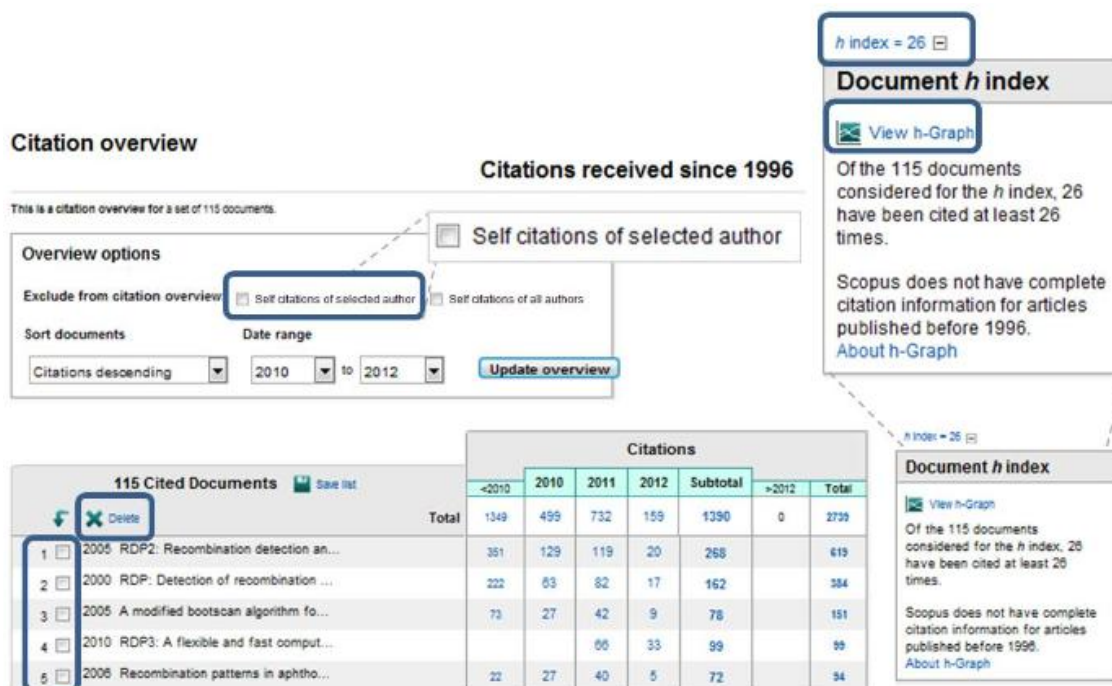 h index = 26
Document h index
View h-Graph
Of the 115 documents
considered for the h index, 26
have been cited at least 26
times.
Scopus does not have complete
citation information for articles
published before 1996.
About h-Graph
Citation overview
Citations received since 1996
This is a citation overview for a set of 115 documents.
Self citations of selected author
Overview options
Exclude from citation overview Self citations of selected author Self citations of all authors
Sort documents Date range
Citations descending 2010 to 2012 Update overview
Citations
115 Cited Documents Save list <2010 2010 2011 2012 Subtotal >2012 Total
Delete Total 1349 499 732 159 1390 0 2739
1 2005 RDP2: Recombination detection an... 351 129 119 20 268 619
2 2000 RDP: Detection of recombination ... 222 63 82 17 162 384
3 2005 A modified bootscan algorithm fo... 73 27 42 9 78 151
4 2010 RDP3: A flexible and fast comput... 66 33 99 99
5 2006 Recombination patterns in aphtho... 22 27 40 5 72 94
h index = 26
Document h index
View h-Graph
Of the 115 documents
considered for the h index, 26
have been cited at least 26
times.
Scopus does not have complete
citation information for articles
published before 1996.
About h-Graph